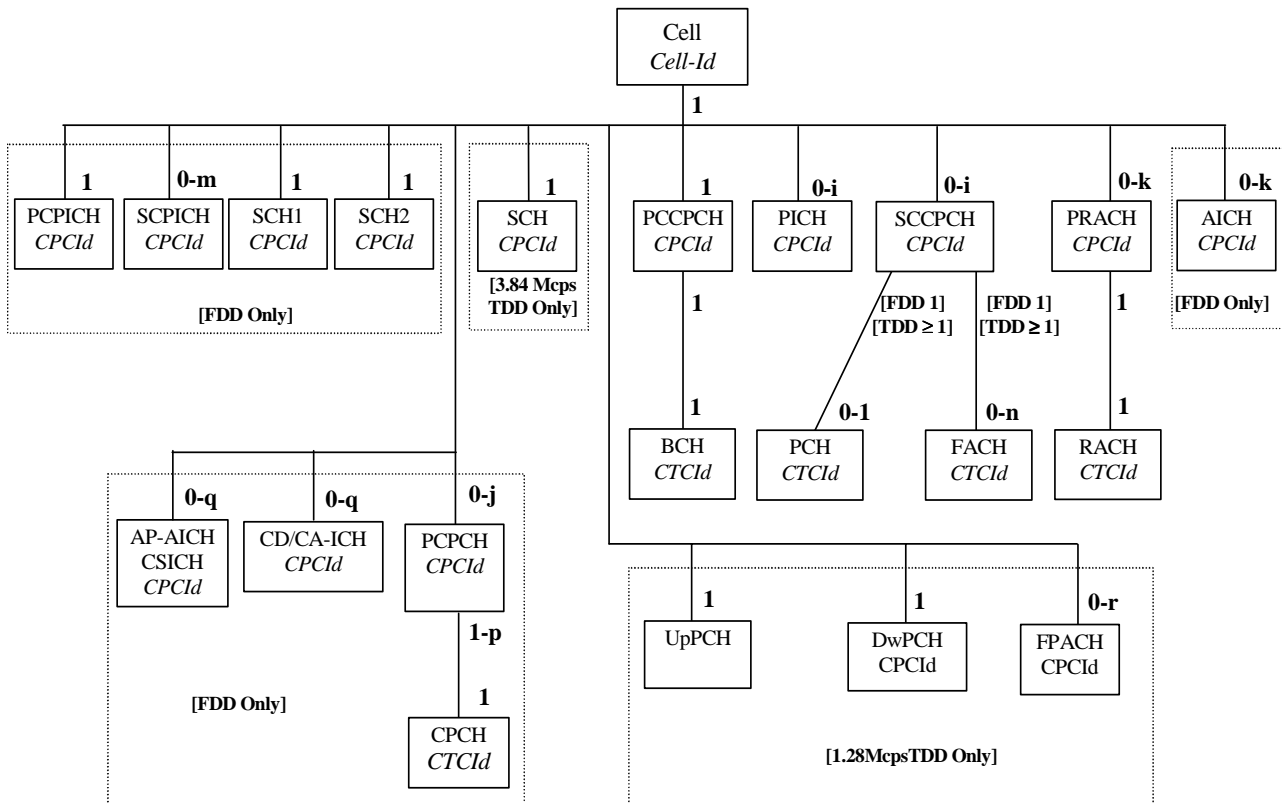 Cell
Cell-Id
1
1
0-m
1
1
1
1
0-i
0-i
0-k
0-k
PCPICH
CPCId
SCPICH
CPCId
SCH1
CPCId
SCH2
CPCId
SCH
CPCId
PCCPCH
CPCId
PICH
CPCId
SCCPCH
CPCId
PRACH
CPCId
AICH
CPCId
[FDD Only]
[3.84 Mcps
TDD Only]
[FDD Only]
1
[FDD 1]
[TDD ≥ 1]
[FDD 1]
[TDD ≥ 1]
1
1
0-1
0-n
1
BCH
CTCId
PCH
CTCId
FACH
CTCId
RACH
CTCId
0-q
0-q
0-j
AP-AICH
CSICH
CPCId
CD/CA-ICH
CPCId
PCPCH
CPCId
1-p
1
CPCH
CTCId
[FDD Only]
1
1
0-r
UpPCH
DwPCH
CPCId
FPACH
CPCId
[1.28McpsTDD Only]